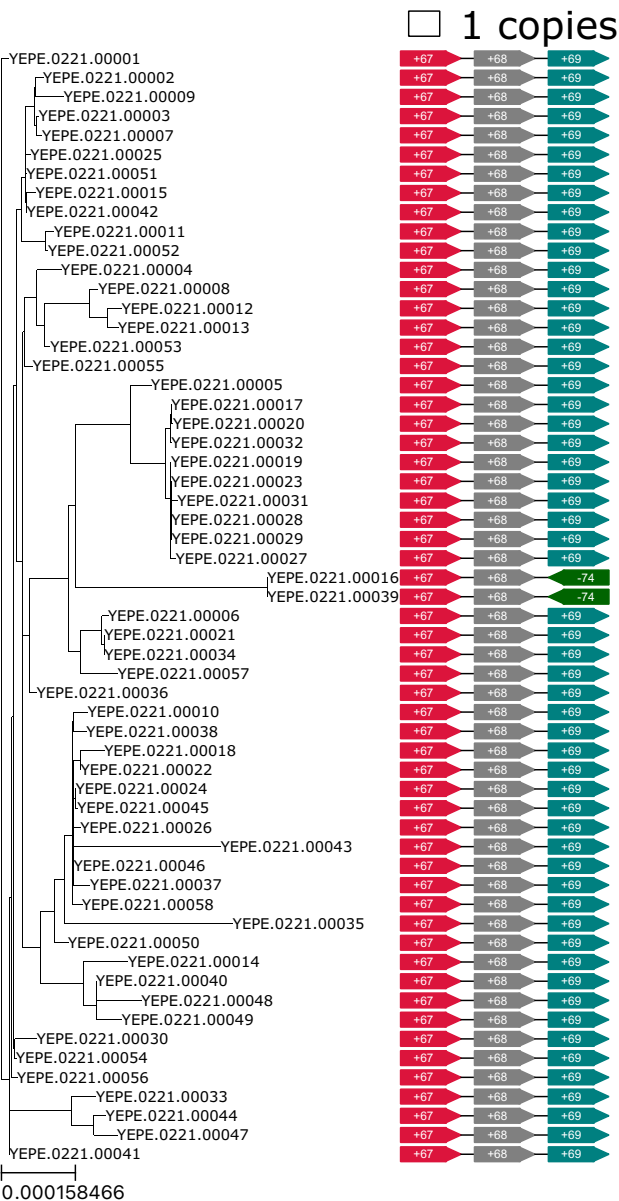 1 copies
YEPE.0221.00001 +67 +68 +69
YEPE.0221.00002 +67 +68 +69
YEPE.0221.00009 +67 +68 +69
YEPE.0221.00003 +67 +68 +69
YEPE.0221.00007 +67 +68 +69
YEPE.0221.00025 +67 +68 +69
YEPE.0221.00051 +67 +68 +69
YEPE.0221.00015 +67 +68 +69
YEPE.0221.00042 +67 +68 +69
YEPE.0221.00011 +67 +68 +69
YEPE.0221.00052 +67 +68 +69
YEPE.0221.00004 +67 +68 +69
YEPE.0221.00008 +67 +68 +69
YEPE.0221.00012 +67 +68 +69
YEPE.0221.00013 +67 +68 +69
YEPE.0221.00053 +67 +68 +69
YEPE.0221.00055 +67 +68 +69
YEPE.0221.00005 +67 +68 +69
YEPE.0221.00017 +67 +68 +69
YEPE.0221.00020 +67 +68 +69
YEPE.0221.00032 +67 +68 +69
YEPE.0221.00019 +67 +68 +69
YEPE.0221.00023 +67 +68 +69
YEPE.0221.00031 +67 +68 +69
YEPE.0221.00028 +67 +68 +69
YEPE.0221.00029 +67 +68 +69
YEPE.0221.00027 +67 +68 +69
YEPE.0221.00016 +67 +68 -74
YEPE.0221.00039 +67 +68 -74
YEPE.0221.00006 +67 +68 +69
YEPE.0221.00021 +67 +68 +69
YEPE.0221.00034 +67 +68 +69
YEPE.0221.00057 +67 +68 +69
YEPE.0221.00036 +67 +68 +69
YEPE.0221.00010 +67 +68 +69
YEPE.0221.00038 +67 +68 +69
YEPE.0221.00018 +67 +68 +69
YEPE.0221.00022 +67 +68 +69
YEPE.0221.00024 +67 +68 +69
YEPE.0221.00045 +67 +68 +69
YEPE.0221.00026 +67 +68 +69
YEPE.0221.00043 +67 +68 +69
YEPE.0221.00046 +67 +68 +69
YEPE.0221.00037 +67 +68 +69
YEPE.0221.00058 +67 +68 +69
YEPE.0221.00035 +67 +68 +69
YEPE.0221.00050 +67 +68 +69
YEPE.0221.00014 +67 +68 +69
YEPE.0221.00040 +67 +68 +69
YEPE.0221.00048 +67 +68 +69
YEPE.0221.00049 +67 +68 +69
YEPE.0221.00030 +67 +68 +69
YEPE.0221.00054 +67 +68 +69
YEPE.0221.00056 +67 +68 +69
YEPE.0221.00033 +67 +68 +69
YEPE.0221.00044 +67 +68 +69
YEPE.0221.00047 +67 +68 +69
YEPE.0221.00041 +67 +68 +69
0.000158466